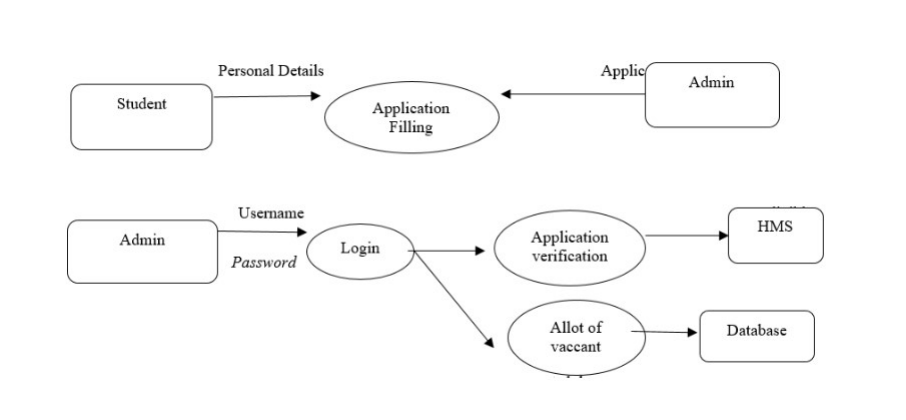 Personal Details
Applic
Student
Admin
Application
Filling
Username
Admin
Login
Password
Application
verification
HMS
Allot of
vaccant
Database